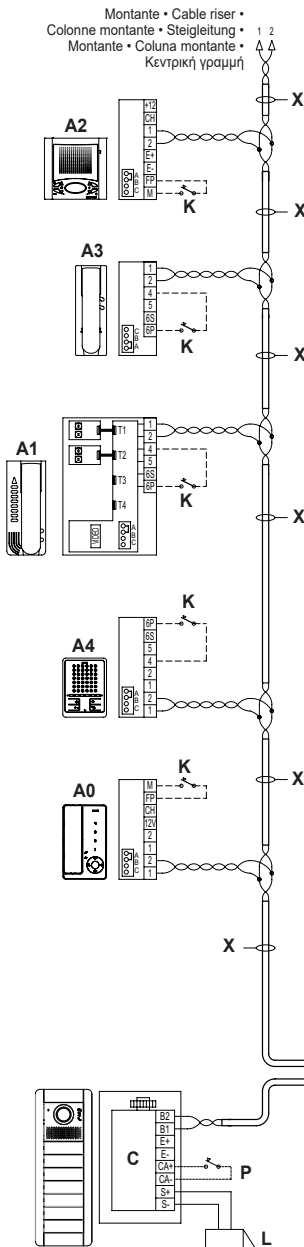 Montante • Cable riser •
Colonne montante • Steigleitung •
Montante • Coluna montante •
Κεντρική γραμμή
1 2
X
A2
+12
CH
1
2
E+
E-
FP
M
A
B
C
K
X
A3
1
2
4
5
6S
6P
C
B
A
K
X
A1
T1
T2
T3
T4
VIDEO
1
2
4
5
6S
6P
A
B
C
K
X
A4
6P
6S
5
4
2
1
2
1
A
B
C
K
X
A0
M
FP
CH
12V
2
1
2
1
A
B
C
K
X
C
B2
B1
E+
E-
CA+
CA-
S+
S-
P
L